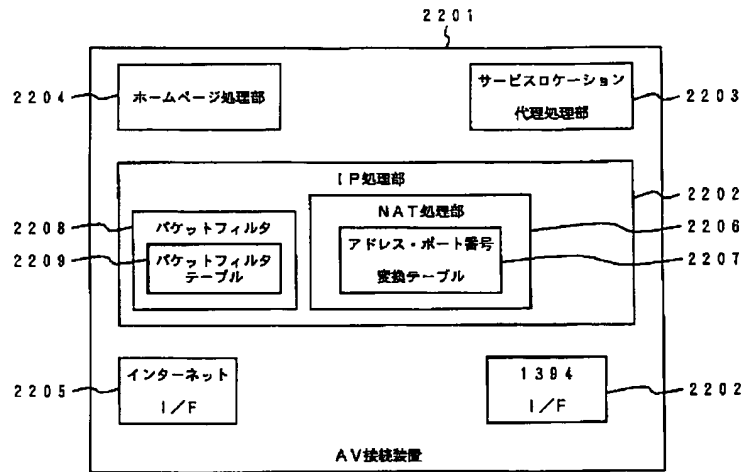 2201
2204
ホームページ処理部
サービスロケーション
代理処理部
2203
IP処理部
2202
NAT処理部
2208
パケットフィルタ
2206
2209
パケットフィルタ
テーブル
アドレス・ポート番号
変換テーブル
2207
2205
インターネット
I/F
1394
I/F
2202
AV接続装置